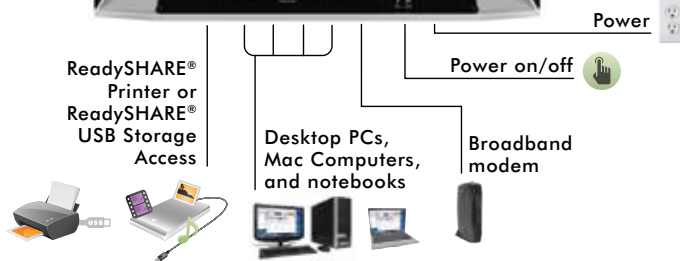 Power
Power on/off
ReadySHARE®
Printer or
ReadySHARE®
USB Storage
Access
Desktop PCs,
Mac Computers,
and notebooks
Broadband
modem
USB